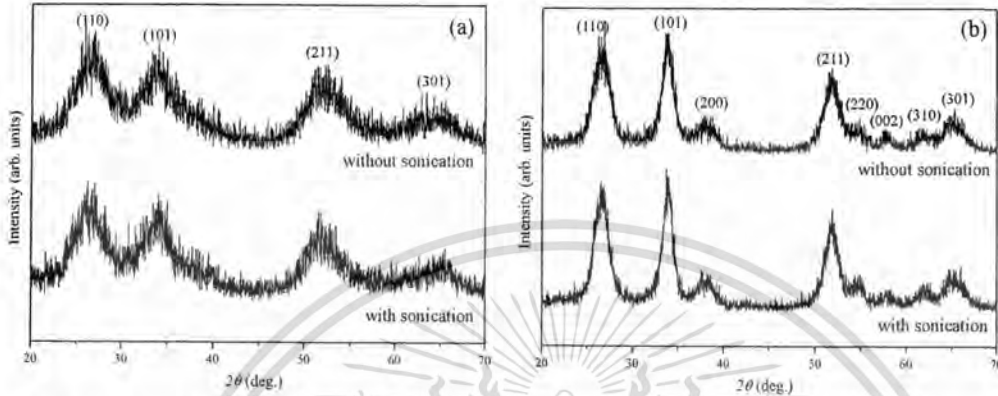 (a)
(110)
(101)
(211)
(301)
without sonication
with sonication
Intensity (arb. units)
20 30 40 50 60 70
2θ (deg.)
(b)
(110)
(101)
(200)
(211)
(220)
(002)
(310)
(301)
without sonication
with sonication
Intensity (arb. units)
20 30 40 50 60 70
2θ (deg.)